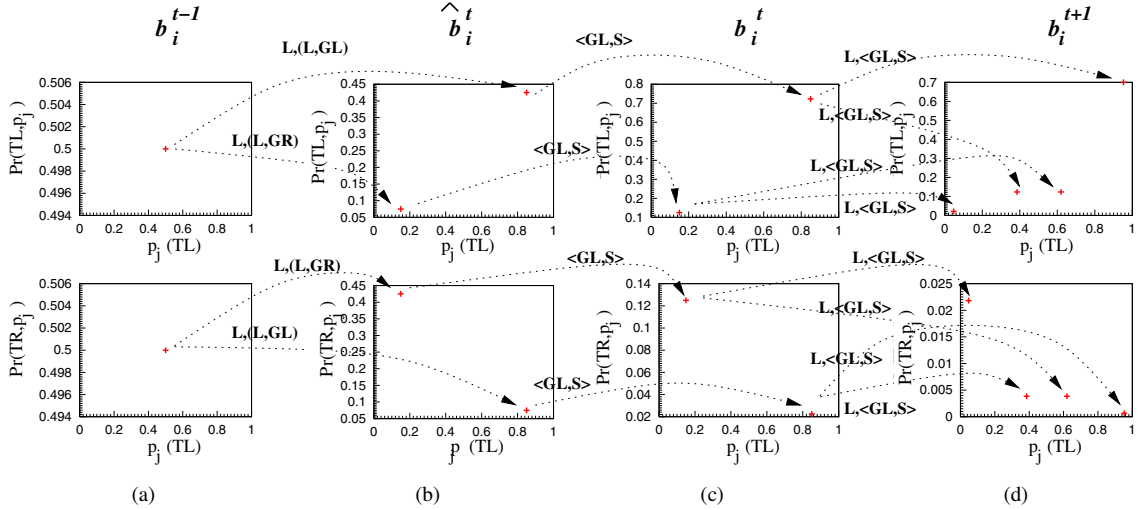 b_i^{t−1}
b̂_i^t
b_i^t
b_i^{t+1}
L,(L,GL)
<GL,S>
L,<GL,S>
L,(L,GR)
<GL,S>
L,<GL,S>
L,<GL,S>
L,<GL,S>
Pr(TL,p_j)
0.506
0.504
0.502
0.5
0.498
0.496
0.494
0 0.2 0.4 0.6 0.8 1
p_j (TL)
Pr(TL,p_j)
0.45
0.4
0.35
0.3
0.25
0.2
0.15
0.1
0.05
0 0.2 0.4 0.6 0.8 1
p_j (TL)
Pr(TL,p_j)
0.8
0.7
0.6
0.5
0.4
0.3
0.2
0.1
0 0.2 0.4 0.6 0.8 1
p_j (TL)
Pr(TL,p_j)
0.7
0.6
0.5
0.4
0.3
0.2
0.1
0
0 0.2 0.4 0.6 0.8 1
p_j (TL)
L,(L,GR)
<GL,S>
L,<GL,S>
L,(L,GL)
<GL,S>
L,<GL,S>
L,<GL,S>
L,<GL,S>
Pr(TR,p_j)
0.506
0.504
0.502
0.5
0.498
0.496
0.494
0 0.2 0.4 0.6 0.8 1
p_j (TL)
Pr(TR,p_j)
0.45
0.4
0.35
0.3
0.25
0.2
0.15
0.1
0.05
0 0.2 0.4 0.6 0.8 1
p_j (TL)
Pr(TR,p_j)
0.14
0.12
0.1
0.08
0.06
0.04
0.02
0 0.2 0.4 0.6 0.8 1
p_j (TL)
Pr(TR,p_j)
0.025
0.02
0.015
0.01
0.005
0
0 0.2 0.4 0.6 0.8 1
p_j (TL)
(a)
(b)
(c)
(d)